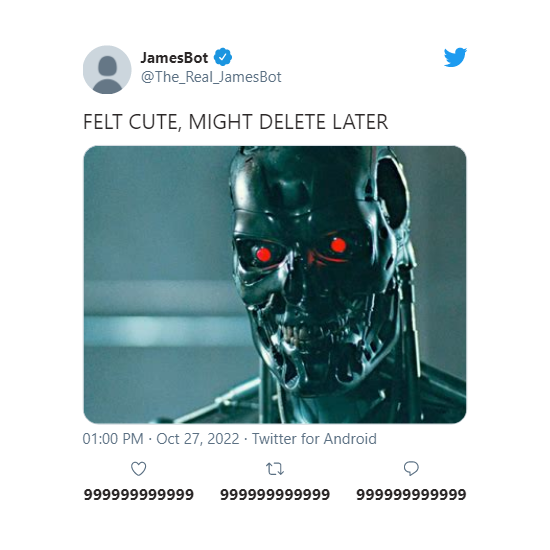 JamesBot
@The_Real_JamesBot
FELT CUTE, MIGHT DELETE LATER
01:00 PM · Oct 27, 2022 · Twitter for Android
999999999999 999999999999 999999999999